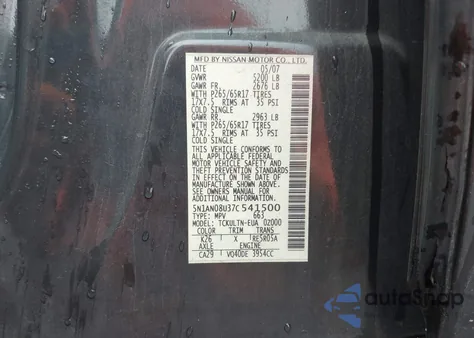 MFD BY NISSAN MOTOR CO., LTD.
DATE 05/07
GVWR 5200 LB
GAWR FR. 2676 LB
WITH P265/65R17 TIRES
17X7.5 RIMS AT 35 PSI
COLD SINGLE
GAWR RR. 2963 LB
WITH P265/65R17 TIRES
17X7.5 RIMS AT 35 PSI
COLD SINGLE
THIS VEHICLE CONFORMS TO
ALL APPLICABLE FEDERAL
MOTOR VEHICLE SAFETY AND
THEFT PREVENTION
STANDARDS IN EFFECT ON
THE DATE OF MANUFACTURE
SHOWN ABOVE.
SEE OWNERS MANUAL FOR
ADDITIONAL INFORMATION.
5N1AN08U37C541500
TYPE: MPV 663
MODEL: TCKULTN-EUA 02000
COLOR TRIM TRANS
K26 X RE5R05A
AXLE ENGINE
CA29 VQ40DE 3954CC
autoSnap